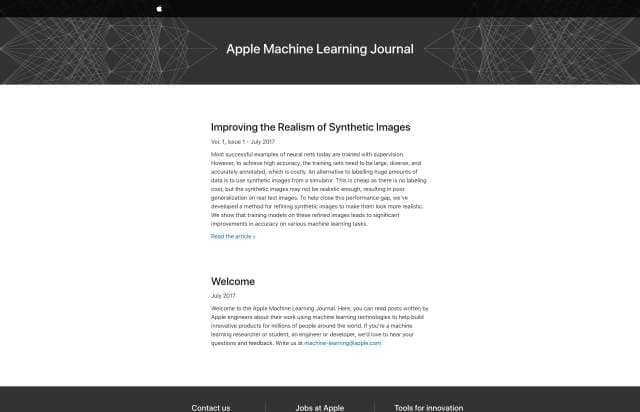 Apple Machine Learning Journal
Improving the Realism of Synthetic Images
Vol. 1, Issue 1 • July 2017
Most successful examples of neural nets today are trained with supervision.
However, to achieve high accuracy, the training sets need to be large, diverse, and
accurately annotated, which is costly. An alternative to labelling huge amounts of
data is to use synthetic images from a simulator. This is cheap as there is no labeling
cost, but the synthetic images may not be realistic enough, resulting in poor
generalization on real test images. To help close this performance gap, we've
developed a method for refining synthetic images to make them look more realistic.
We show that training models on these refined images leads to significant
improvements in accuracy on various machine learning tasks.
Read the article ›
Welcome
July 2017
Welcome to the Apple Machine Learning Journal. Here, you can read posts written by
Apple engineers about their work using machine learning technologies to help build
innovative products for millions of people around the world. If you're a machine
learning researcher or student, an engineer or developer, we'd love to hear your
questions and feedback. Write us at machine-learning@apple.com
Contact us
Jobs at Apple
Tools for innovation